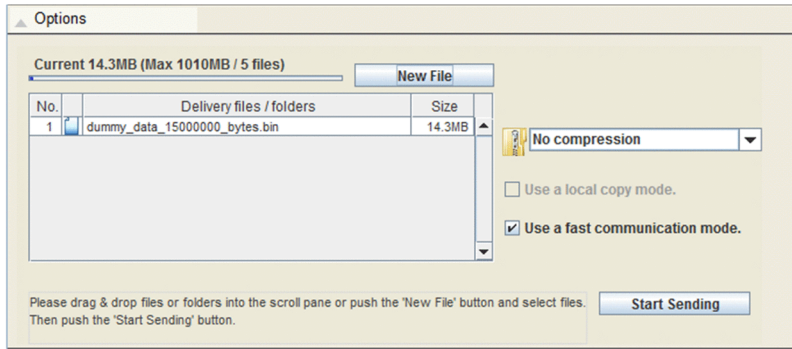 Options
Current 14.3MB (Max 1010MB / 5 files)
New File
No. Delivery files / folders Size
1 dummy_data_15000000_bytes.bin 14.3MB
No compression
Use a local copy mode.
Use a fast communication mode.
Please drag & drop files or folders into the scroll pane or push the 'New File' button and select files.
Then push the 'Start Sending' button.
Start Sending